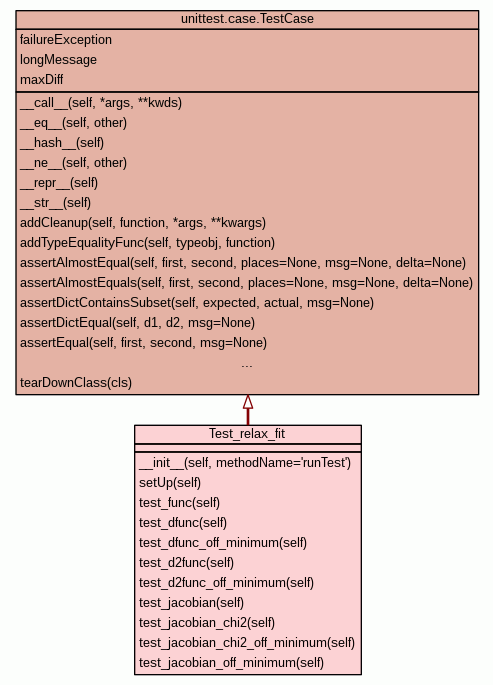 unittest.case.TestCase
failureException
longMessage
maxDiff
__call__(self, *args, **kwds)
__eq__(self, other)
__hash__(self)
__ne__(self, other)
__repr__(self)
__str__(self)
addCleanup(self, function, *args, **kwargs)
addTypeEqualityFunc(self, typeobj, function)
assertAlmostEqual(self, first, second, places=None, msg=None, delta=None)
assertAlmostEquals(self, first, second, places=None, msg=None, delta=None)
assertDictContainsSubset(self, expected, actual, msg=None)
assertDictEqual(self, d1, d2, msg=None)
assertEqual(self, first, second, msg=None)
...
tearDownClass(cls)
Test_relax_fit
__init__(self, methodName='runTest')
setUp(self)
test_func(self)
test_dfunc(self)
test_dfunc_off_minimum(self)
test_d2func(self)
test_d2func_off_minimum(self)
test_jacobian(self)
test_jacobian_chi2(self)
test_jacobian_chi2_off_minimum(self)
test_jacobian_off_minimum(self)